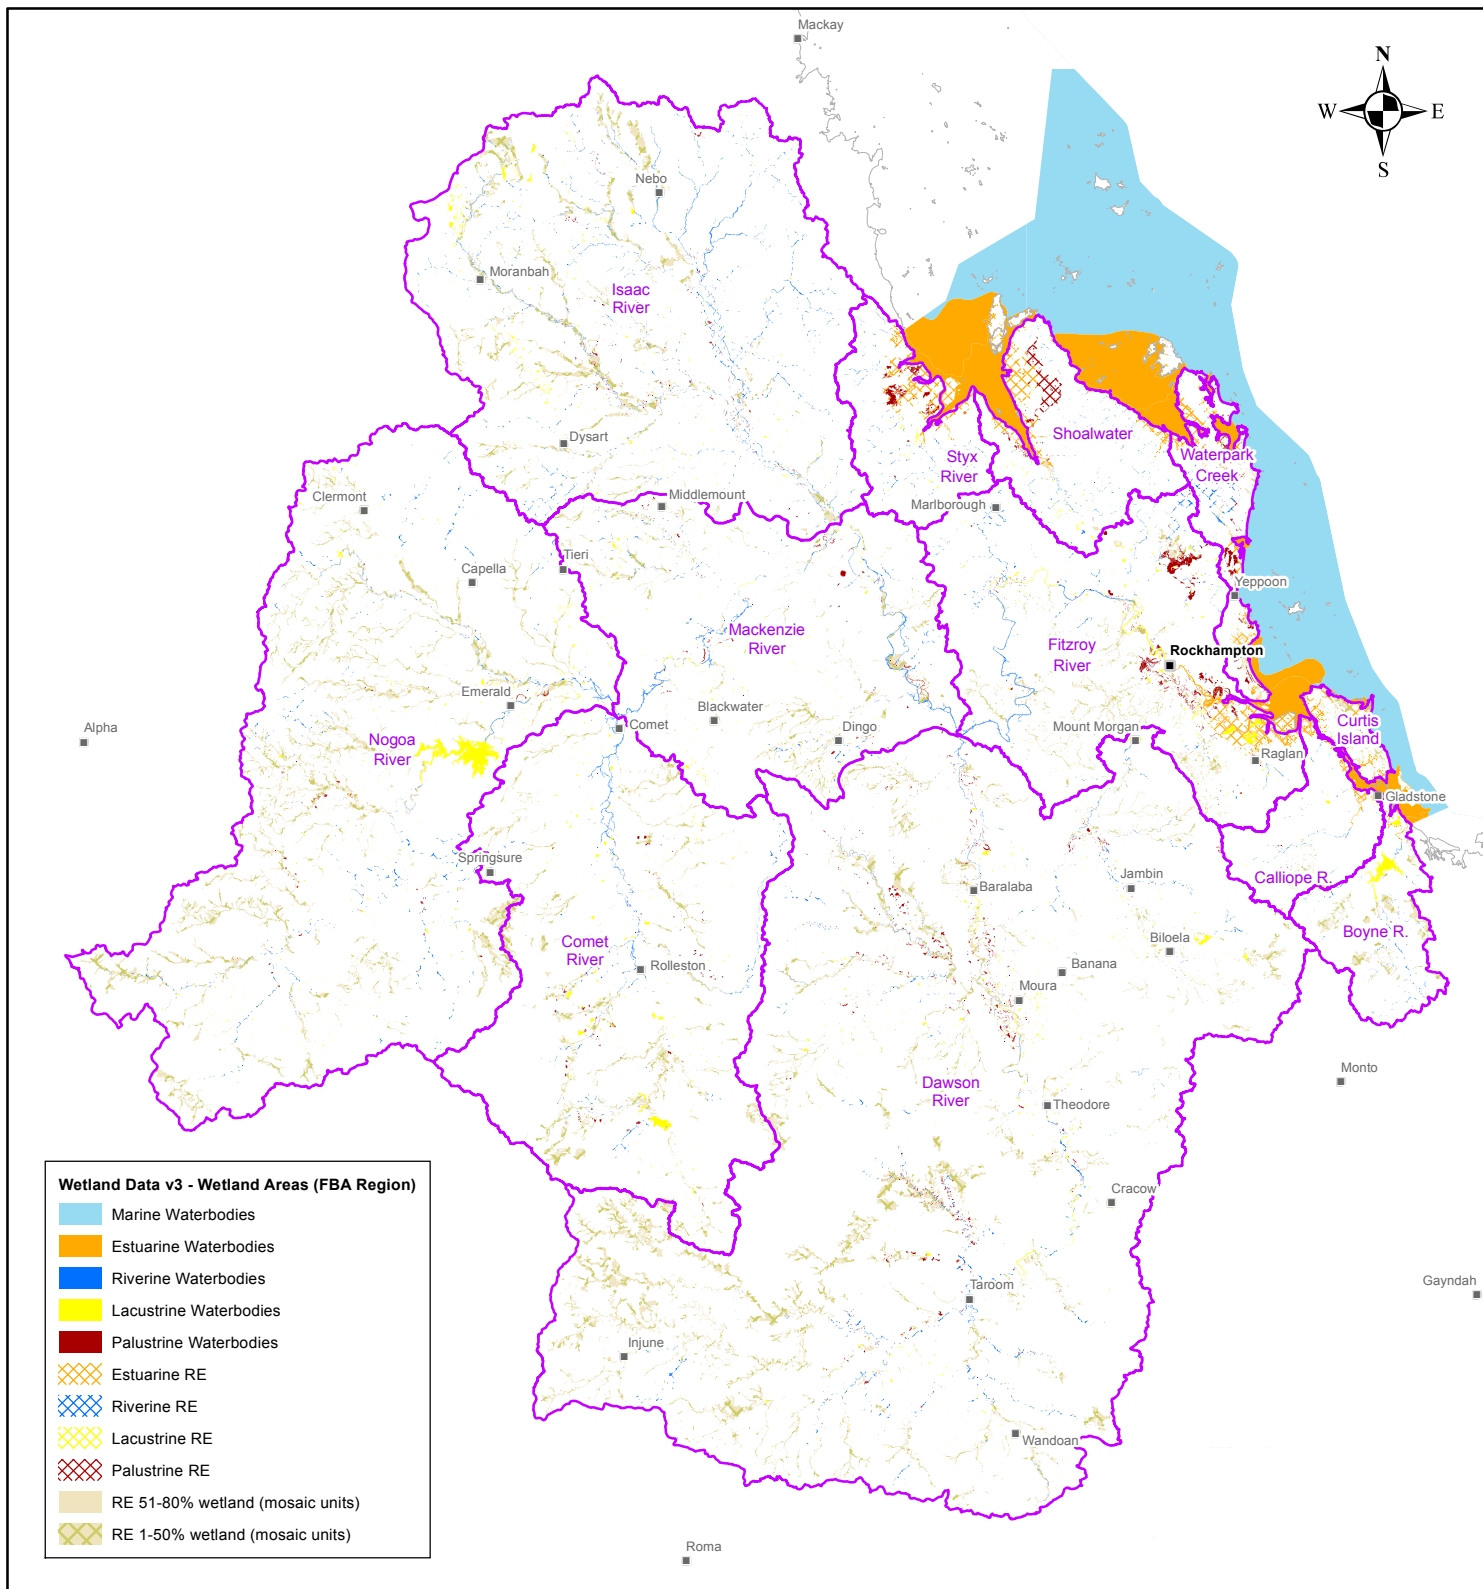 Mackay
N
W
E
S
Nebo
Moranbah
Isaac
River
Dysart
Shoalwater
Styx
River
Waterpark
Creek
Clermont
Middlemount
Marlborough
Tieri
Capella
Yeppoon
Mackenzie
River
Fitzroy
River
Rockhampton
Emerald
Blackwater
Comet
Alpha
Nogoa
River
Dingo
Mount Morgan
Curtis
Island
Raglan
Gladstone
Springsure
Baralaba
Jambin
Calliope R.
Boyne R.
Comet
River
Rolleston
Biloela
Banana
Moura
Monto
Dawson
River
Theodore
Cracow
Gayndah
Taroom
Injune
Wandoan
Roma
Wetland Data v3 - Wetland Areas (FBA Region)
Marine Waterbodies
Estuarine Waterbodies
Riverine Waterbodies
Lacustrine Waterbodies
Palustrine Waterbodies
Estuarine RE
Riverine RE
Lacustrine RE
Palustrine RE
RE 51-80% wetland (mosaic units)
RE 1-50% wetland (mosaic units)